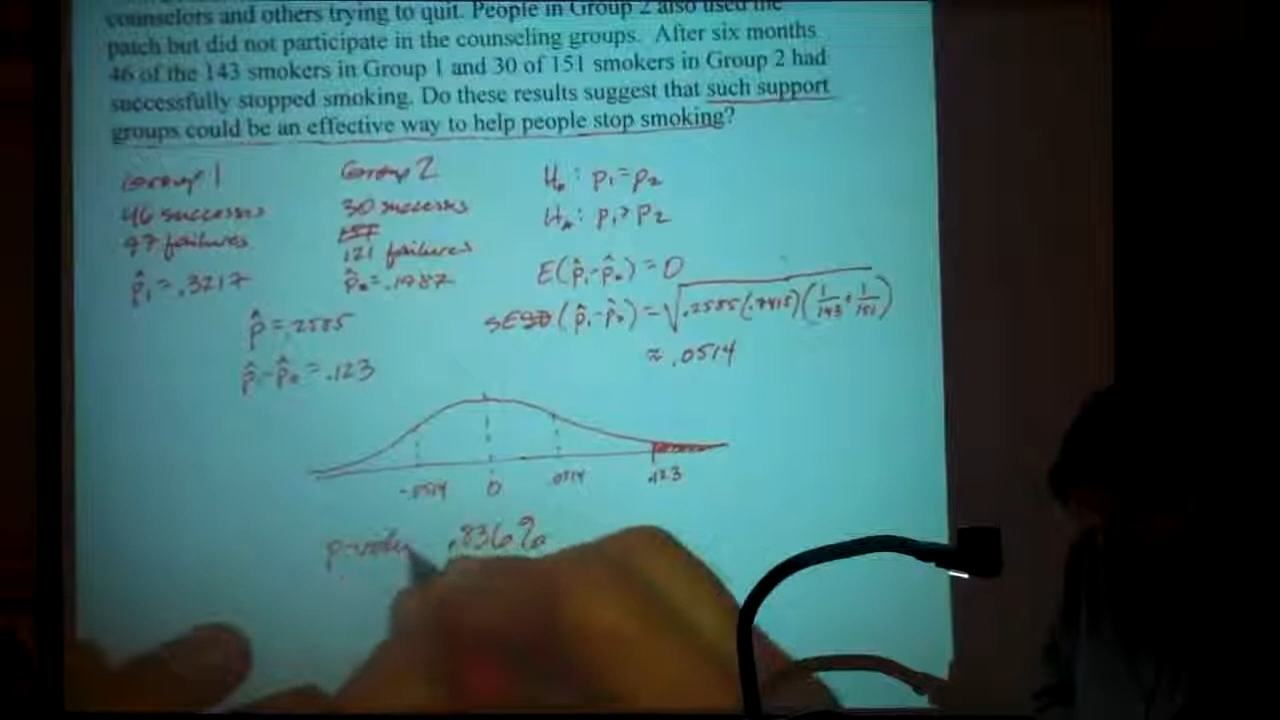 counselors and others trying to quit. People in Group 2 also used the
patch but did not participate in the counseling groups. After six months
46 of the 143 smokers in Group 1 and 30 of 151 smokers in Group 2 had
successfully stopped smoking. Do these results suggest that such support
groups could be an effective way to help people stop smoking?
Group 1
46 successes
97 failures
p̂₁=.3217
Group 2
30 successes
121 failures
p̂₂=.1987
H₀: p₁=p₂
Hₐ: p₁>p₂
E(p̂₁-p̂₂)=0
SE(p̂₁-p̂₂)=√.2585(.7415)(1/143+1/151)
≈.0514
p̂=.2585
p̂₁-p̂₂=.123
-.0514 0 .0514 .123
p-value .836%